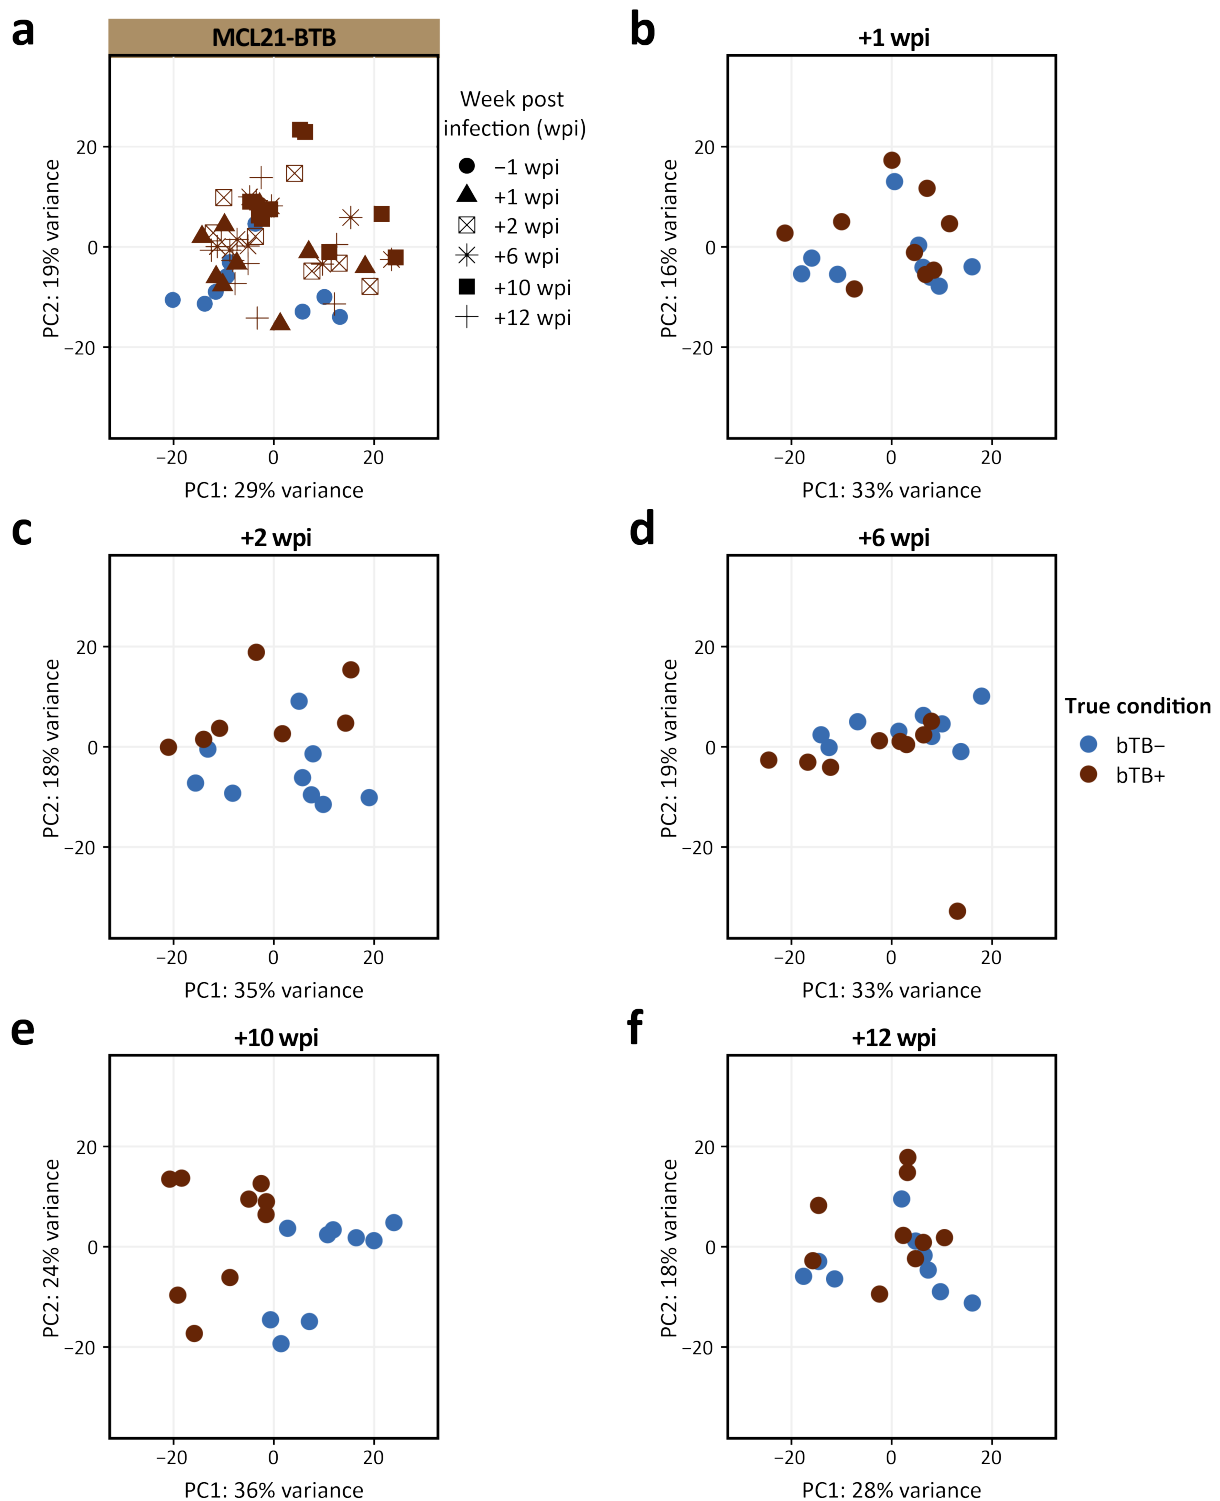 a
MCL21-BTB
20
0
−20
PC2: 19% variance
−20 0 20
PC1: 29% variance
Week post
infection (wpi)
−1 wpi
+1 wpi
+2 wpi
+6 wpi
+10 wpi
+12 wpi
b
+1 wpi
20
0
−20
PC2: 16% variance
−20 0 20
PC1: 33% variance
c
+2 wpi
20
0
−20
PC2: 18% variance
−20 0 20
PC1: 35% variance
d
+6 wpi
20
0
−20
PC2: 19% variance
−20 0 20
PC1: 33% variance
True condition
bTB−
bTB+
e
+10 wpi
20
0
−20
PC2: 24% variance
−20 0 20
PC1: 36% variance
f
+12 wpi
20
0
−20
PC2: 18% variance
−20 0 20
PC1: 28% variance